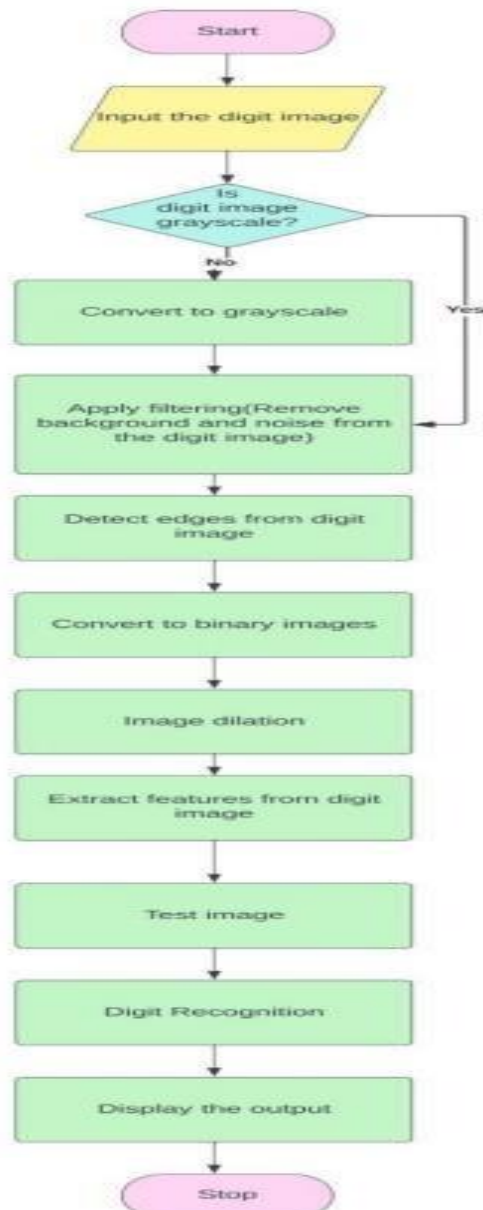 Start
Input the digit image
Is
digit image
grayscale?
No
Yes
Convert to grayscale
Apply filtering(Remove
background and noise from
the digit image)
Detect edges from digit
image
Convert to binary images
Image dilation
Extract features from digit
image
Test image
Digit Recognition
Display the output
Stop